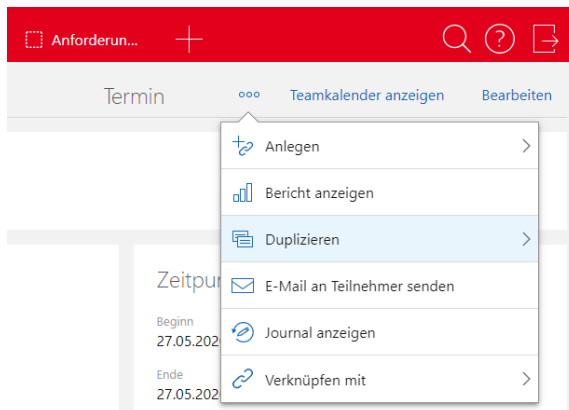 Anforderun...
Termin
Teamkalender anzeigen
Bearbeiten
Anlegen
Bericht anzeigen
Duplizieren
E-Mail an Teilnehmer senden
Journal anzeigen
Verknüpfen mit
Zeitpu
Beginn
27.05.202
Ende
27.05.202